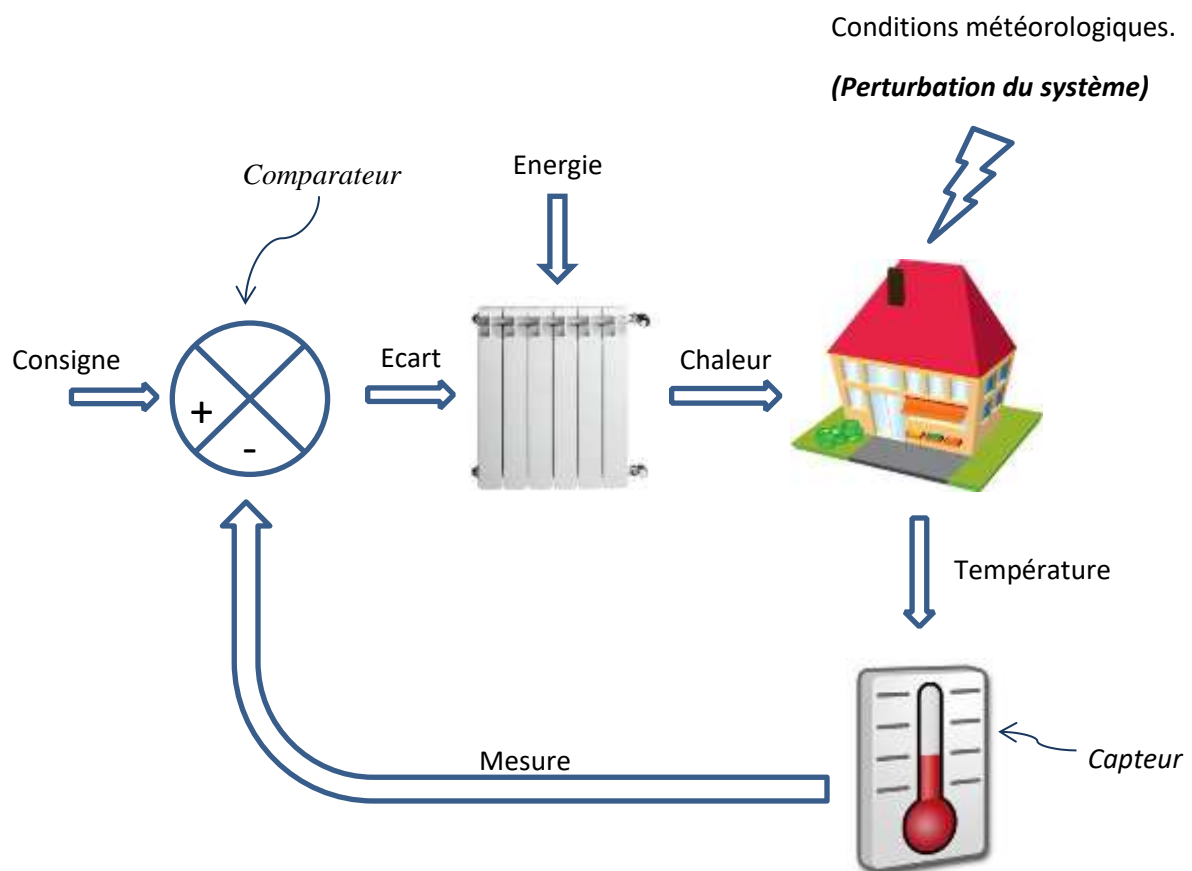 Conditions météorologiques.
(Perturbation du système)
Energie
Comparateur
Consigne
Ecart
Chaleur
+
-
Température
Mesure
Capteur